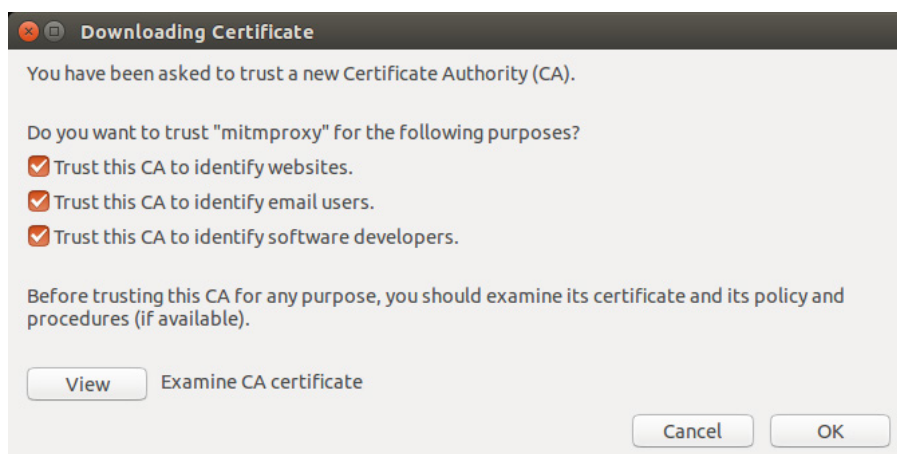 Downloading Certificate
You have been asked to trust a new Certificate Authority (CA).
Do you want to trust "mitmproxy" for the following purposes?
Trust this CA to identify websites.
Trust this CA to identify email users.
Trust this CA to identify software developers.
Before trusting this CA for any purpose, you should examine its certificate and its policy and
procedures (if available).
View Examine CA certificate
Cancel OK